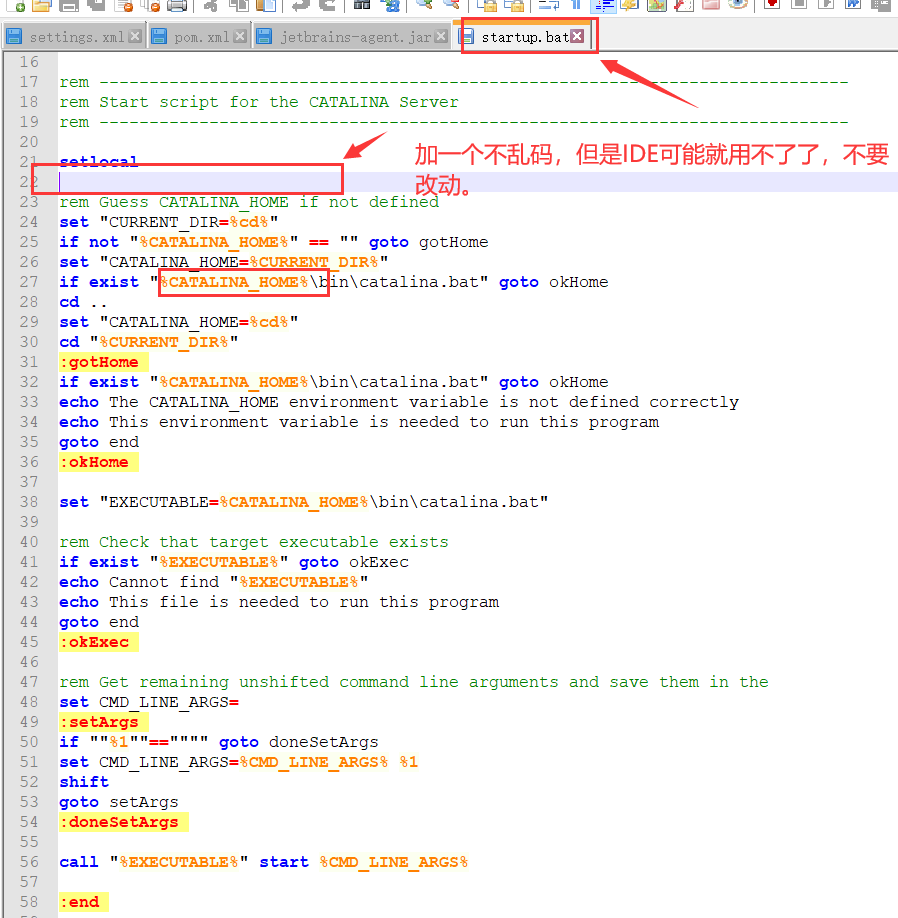 settings.xml pom.xml jetbrains-agent.jar startup.bat
16
17 rem ---------------------------------------------------------------------------
18 rem Start script for the CATALINA Server
19 rem ---------------------------------------------------------------------------
20
21 setlocal
加一个不乱码，但是IDE可能就用不了了，不要
改动。
22
23 rem Guess CATALINA_HOME if not defined
24 set "CURRENT_DIR=%cd%"
25 if not "%CATALINA_HOME%" == "" goto gotHome
26 set "CATALINA_HOME=%CURRENT_DIR%"
27 if exist "%CATALINA_HOME%\bin\catalina.bat" goto okHome
28 cd ..
29 set "CATALINA_HOME=%cd%"
30 cd "%CURRENT_DIR%"
31 :gotHome
32 if exist "%CATALINA_HOME%\bin\catalina.bat" goto okHome
33 echo The CATALINA_HOME environment variable is not defined correctly
34 echo This environment variable is needed to run this program
35 goto end
36 :okHome
37
38 set "EXECUTABLE=%CATALINA_HOME%\bin\catalina.bat"
39
40 rem Check that target executable exists
41 if exist "%EXECUTABLE%" goto okExec
42 echo Cannot find "%EXECUTABLE%"
43 echo This file is needed to run this program
44 goto end
45 :okExec
46
47 rem Get remaining unshifted command line arguments and save them in the
48 set CMD_LINE_ARGS=
49 :setArgs
50 if ""%1""=="""" goto doneSetArgs
51 set CMD_LINE_ARGS=%CMD_LINE_ARGS% %1
52 shift
53 goto setArgs
54 :doneSetArgs
55
56 call "%EXECUTABLE%" start %CMD_LINE_ARGS%
57
58 :end